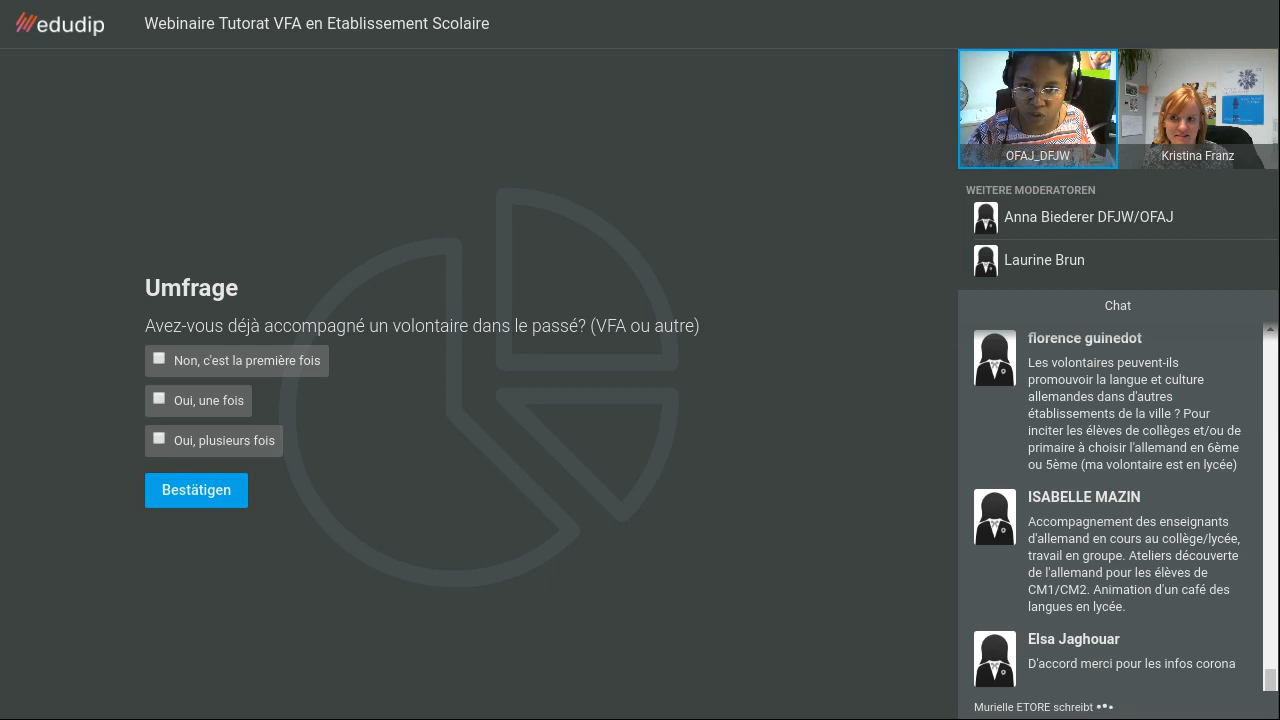 edudip
Webinaire Tutorat VFA en Etablissement Scolaire
Umfrage
Avez-vous déjà accompagné un volontaire dans le passé? (VFA ou autre)
Non, c'est la première fois
Oui, une fois
Oui, plusieurs fois
Bestätigen
OFAJ_DFJW
Kristina Franz
WEITERE MODERATOREN
Anna Biederer DFJW/OFAJ
Laurine Brun
Chat
florence guinedot
Les volontaires peuvent-ils
promouvoir la langue et culture
allemandes dans d'autres
établissements de la ville ? Pour
inciter les élèves de collèges et/ou de
primaire à choisir l'allemand en 6ème
ou 5ème (ma volontaire est en lycée)
ISABELLE MAZIN
Accompagnement des enseignants
d'allemand en cours au collège/lycée,
travail en groupe. Ateliers découverte
de l'allemand pour les élèves de
CM1/CM2. Animation d'un café des
langues en lycée.
Elsa Jaghouar
D'accord merci pour les infos corona
Murielle ETORE schreibt